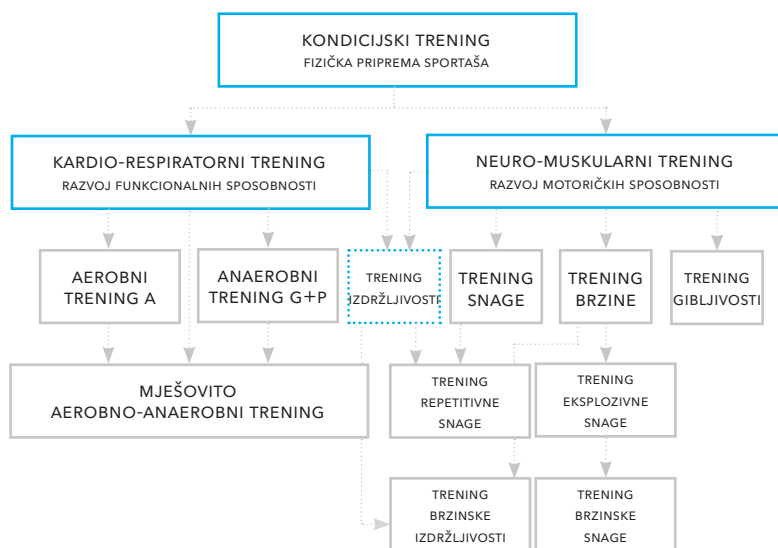 KONDICIJSKI TRENING
FIZIČKA PRIPREMA SPORTAŠA
KARDIO-RESPIRATORNI TRENING
RAZVOJ FUNKCIONALNIH SPOSOBNOSTI
NEURO-MUSKULARNI TRENING
RAZVOJ MOTORIČKIH SPOSOBNOSTI
AEROBNI
TRENING A
ANAEROBNI
TRENING G+P
TRENING
IZDRŽLJIVOSTI
TRENING
SNAGE
TRENING
BRZINE
TRENING
GIBLJIVOSTI
MJEŠOVITO
AEROBNO-ANAEROBNI TRENING
TRENING
REPETITIVNE
SNAGE
TRENING
EKSPLOZIVNE
SNAGE
TRENING
BRZINSKE
IZDRŽLJIVOSTI
TRENING
BRZINSKE
SNAGE